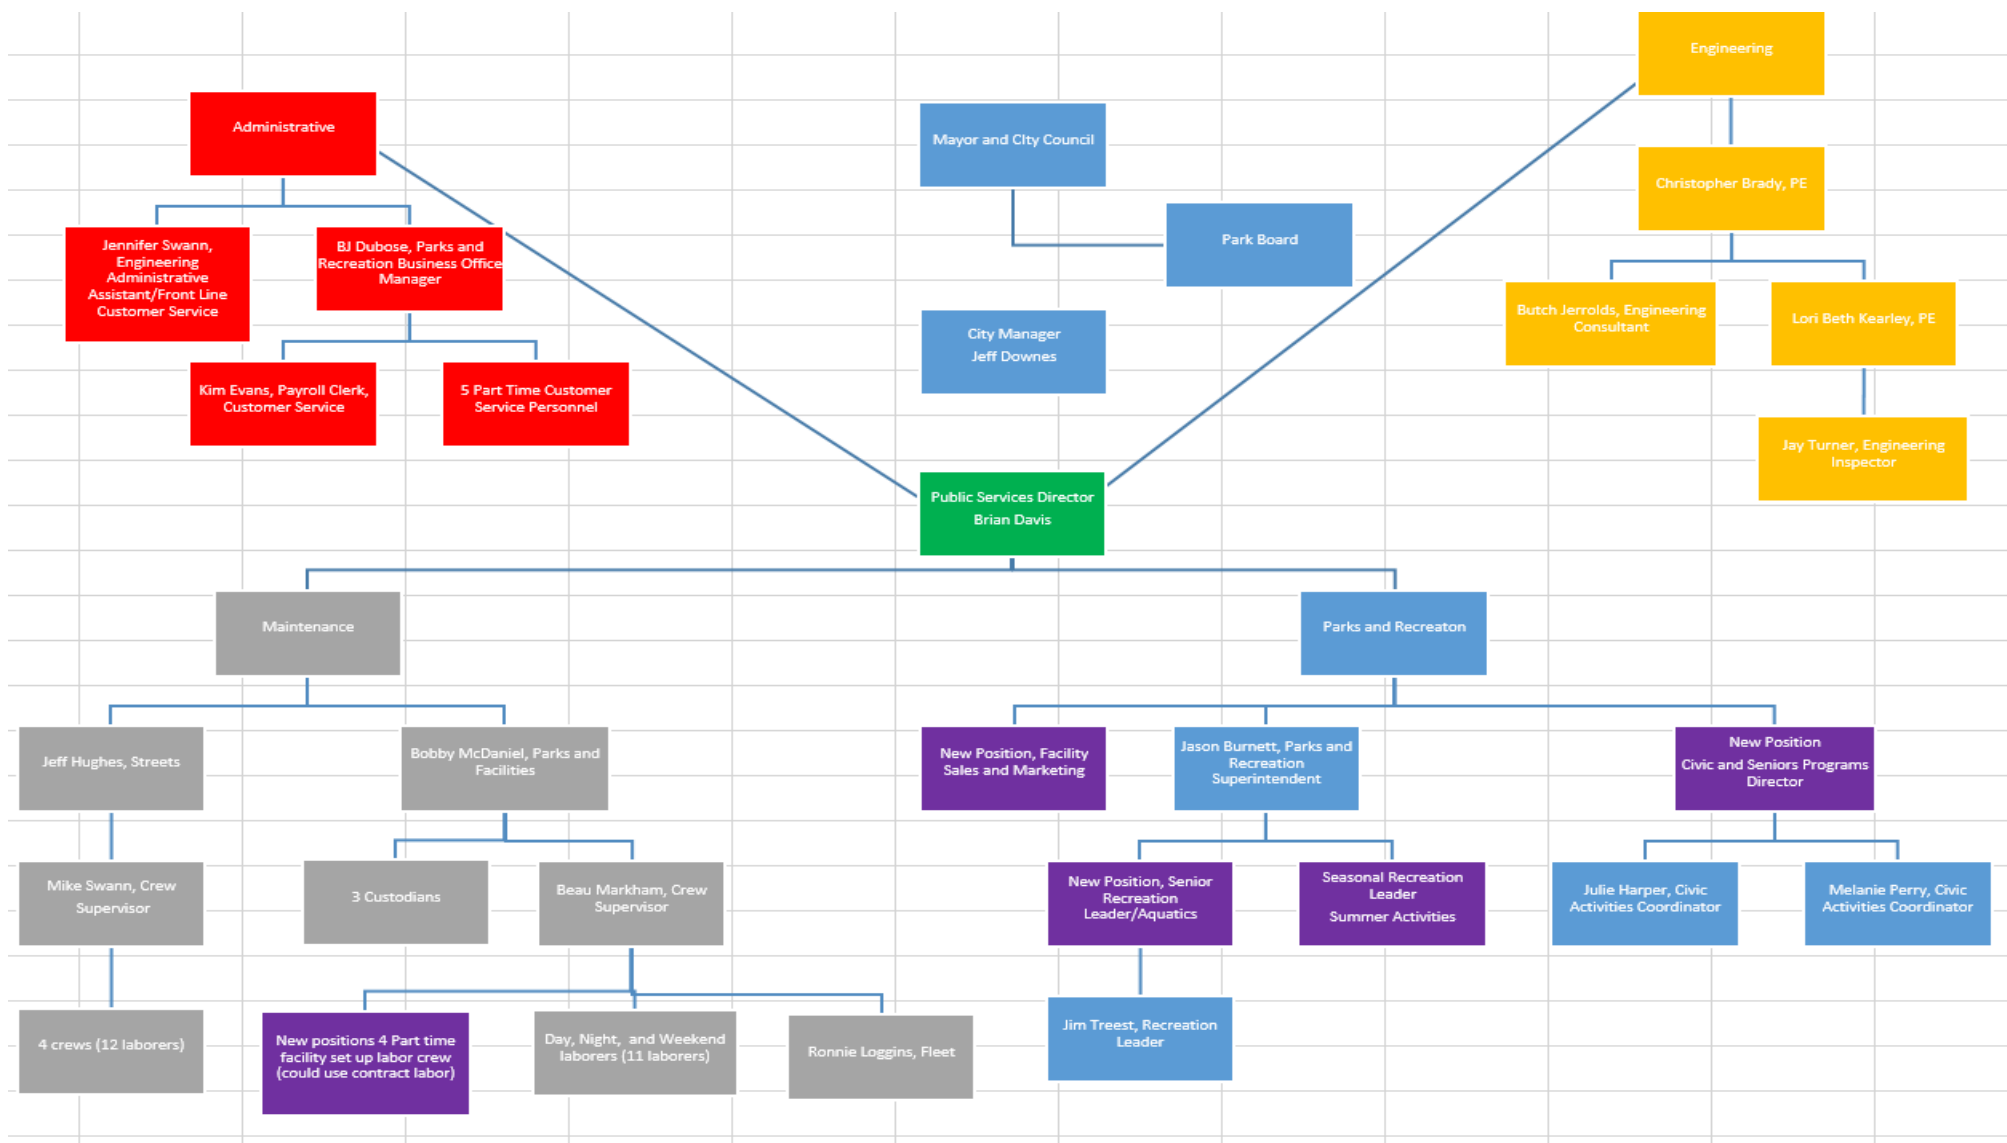 Engineering
Administrative
Mayor and CIty Council
Christopher Brady, PE
Park Board
Jennifer Swann,
Engineering
Administrative
Assistant/Front Line
Customer Service
BJ Dubose, Parks and
Recreation Business Office
Manager
City Manager
Jeff Downes
Butch Jerrolds, Engineering
Consultant
Lori Beth Kearley, PE
Kim Evans, Payroll Clerk,
Customer Service
5 Part Time Customer
Service Personnel
Jay Turner, Engineering
Inspector
Public Services Director
Brian Davis
Maintenance
Parks and Recreaton
Jeff Hughes, Streets
Bobby McDaniel, Parks and
Facilities
New Position, Facility
Sales and Marketing
Jason Burnett, Parks and
Recreation
Superintendent
New Position
Civic and Seniors Programs
Director
Mike Swann, Crew
Supervisor
3 Custodians
Beau Markham, Crew
Supervisor
New Position, Senior
Recreation
Leader/Aquatics
Seasonal Recreation
Leader
Summer Activities
Julie Harper, Civic
Activities Coordinator
Melanie Perry, Civic
Activities Coordinator
4 crews (12 laborers)
New positions 4 Part time
facility set up labor crew
(could use contract labor)
Day, Night, and Weekend
laborers (11 laborers)
Ronnie Loggins, Fleet
Jim Treest, Recreation
Leader